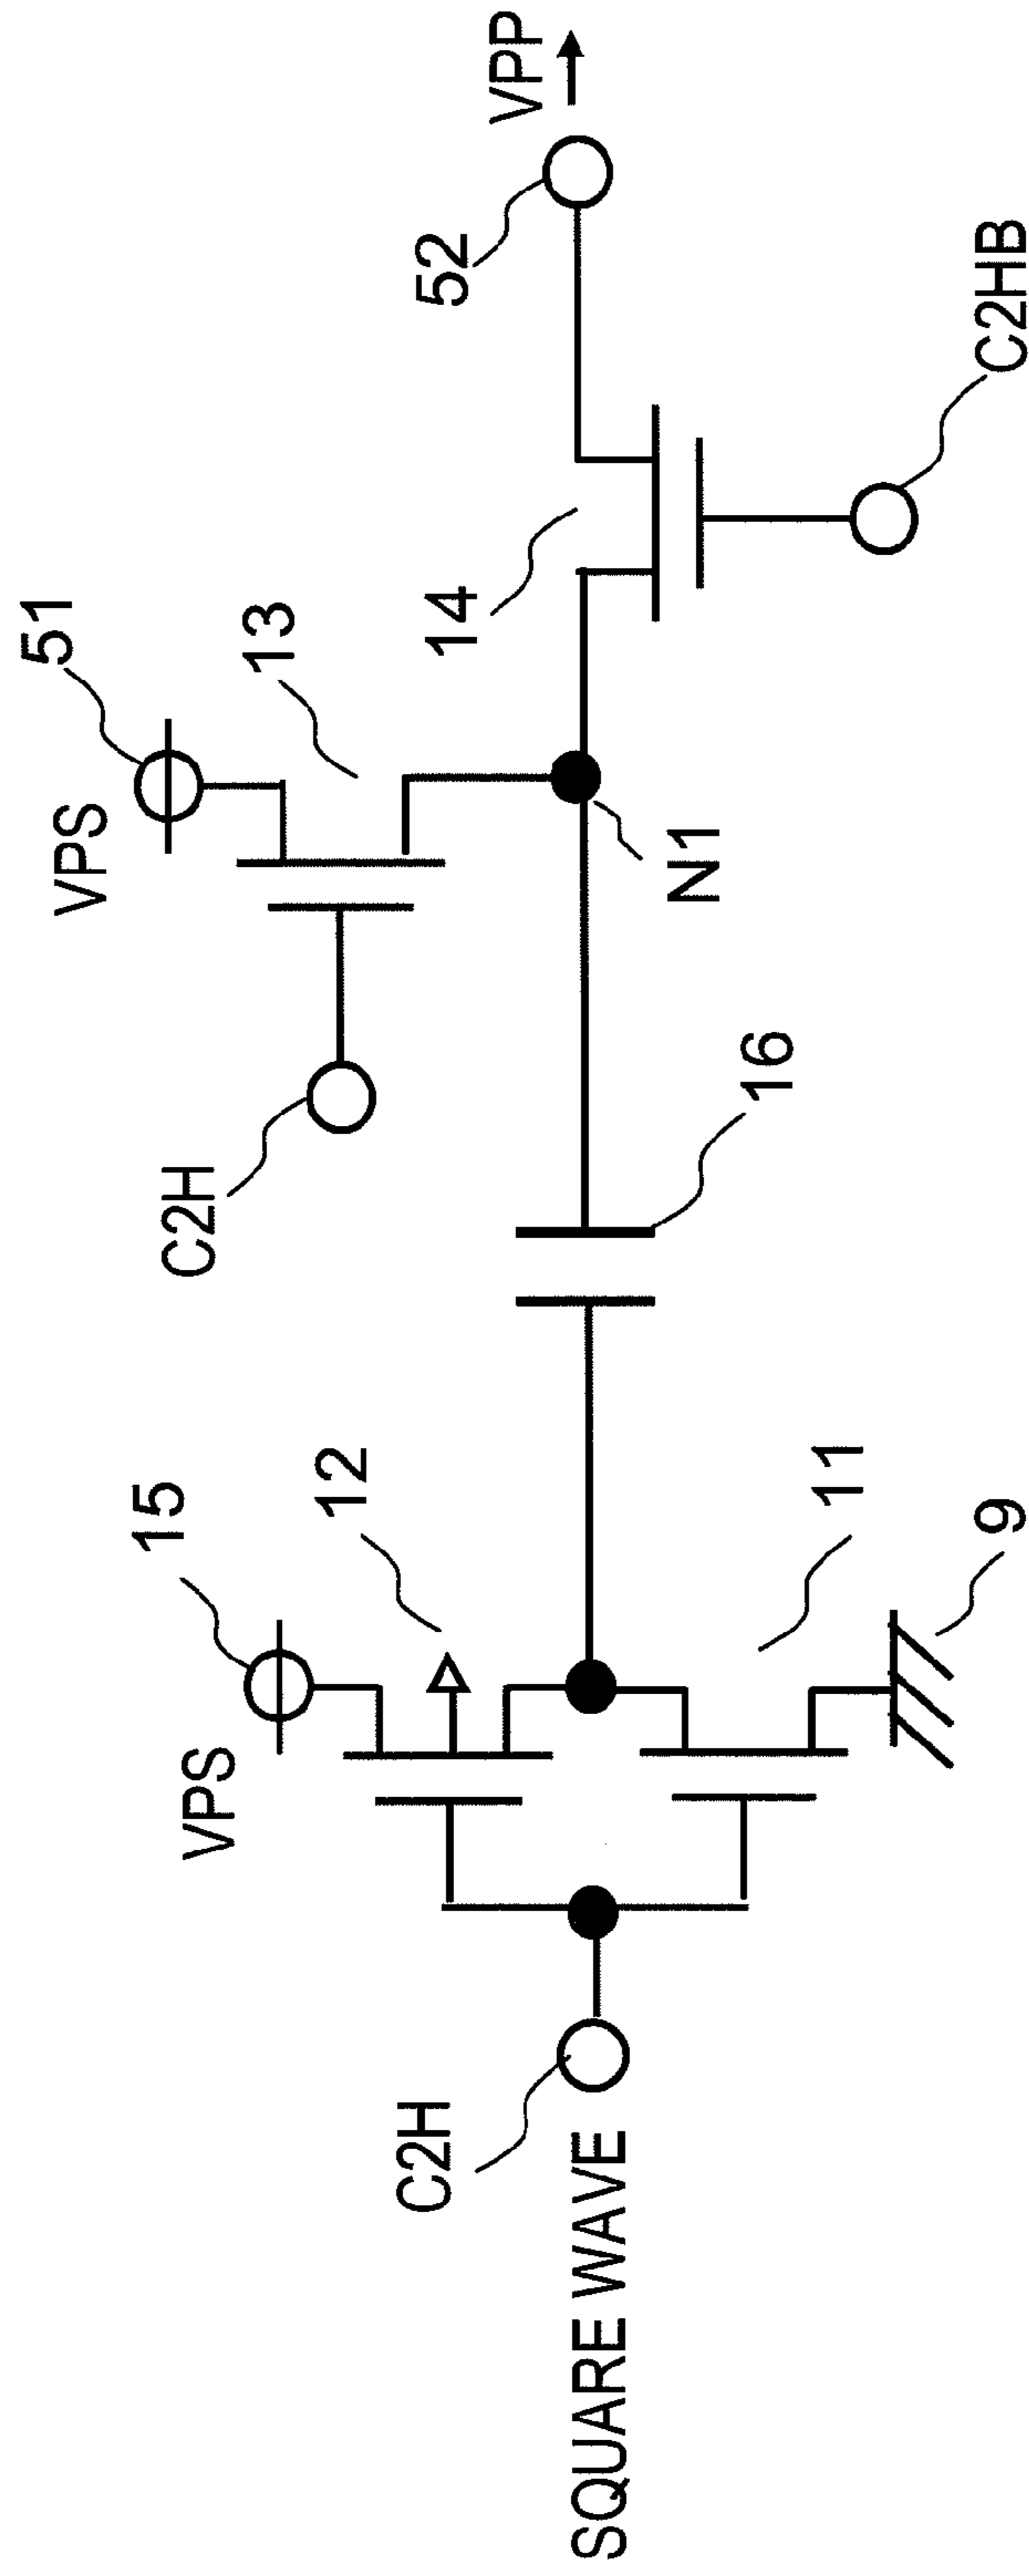 SQUARE WAVE
C2H
VPS
15
12
11
9
16
C2H
VPS
51
13
N1
14
52
VPP
C2HB